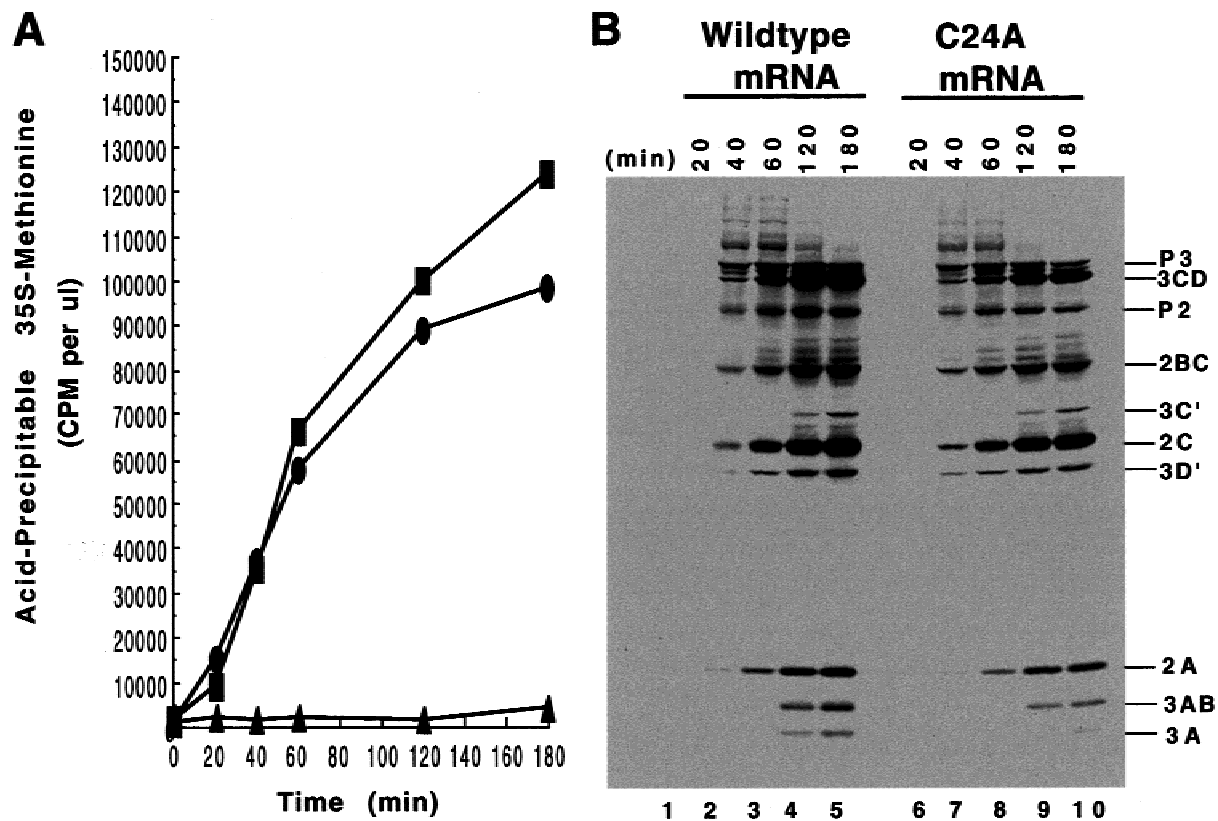 A
Acid-Precipitable 35S-Methionine
(CPM per ul)
150000
140000
130000
120000
110000
100000
90000
80000
70000
60000
50000
40000
30000
20000
10000
0
0 20 40 60 80 100 120 140 160 180
Time (min)
B
Wildtype
mRNA
C24A
mRNA
(min) 20 40 60 120 180 20 40 60 120 180
P3
3CD
P2
2BC
3C'
2C
3D'
2A
3AB
3A
1 2 3 4 5 6 7 8 9 10